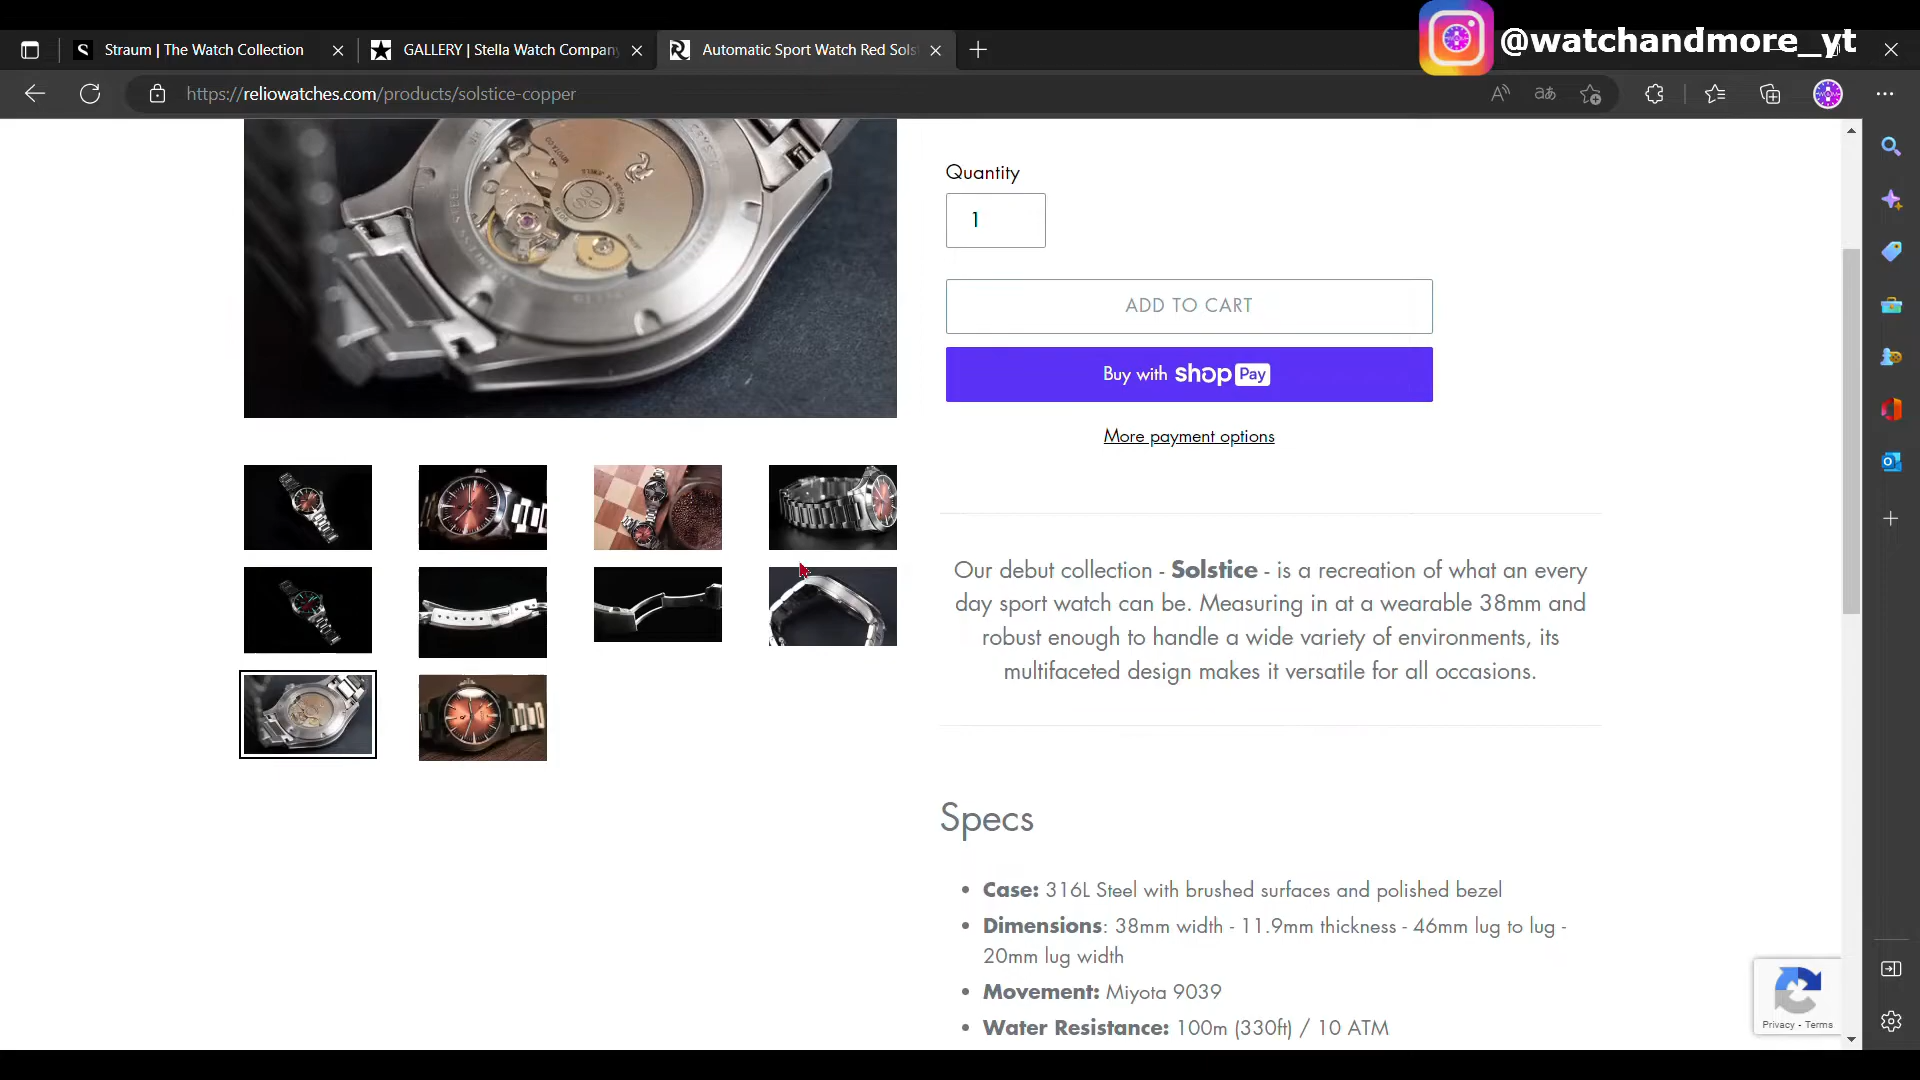 Straum | The Watch Collection
GALLERY | Stella Watch Company
Automatic Sport Watch Red Sols
@watchandmore_yt
https://reliowatches.com/products/solstice-copper
Quantity
1
ADD TO CART
Buy with shop Pay
More payment options
Our debut collection - Solstice - is a recreation of what an every
day sport watch can be. Measuring in at a wearable 38mm and
robust enough to handle a wide variety of environments, its
multifaceted design makes it versatile for all occasions.
Specs
• Case: 316L Steel with brushed surfaces and polished bezel
• Dimensions: 38mm width - 11.9mm thickness - 46mm lug to lug -
20mm lug width
• Movement: Miyota 9039
• Water Resistance: 100m (330ft) / 10 ATM
Privacy - Terms